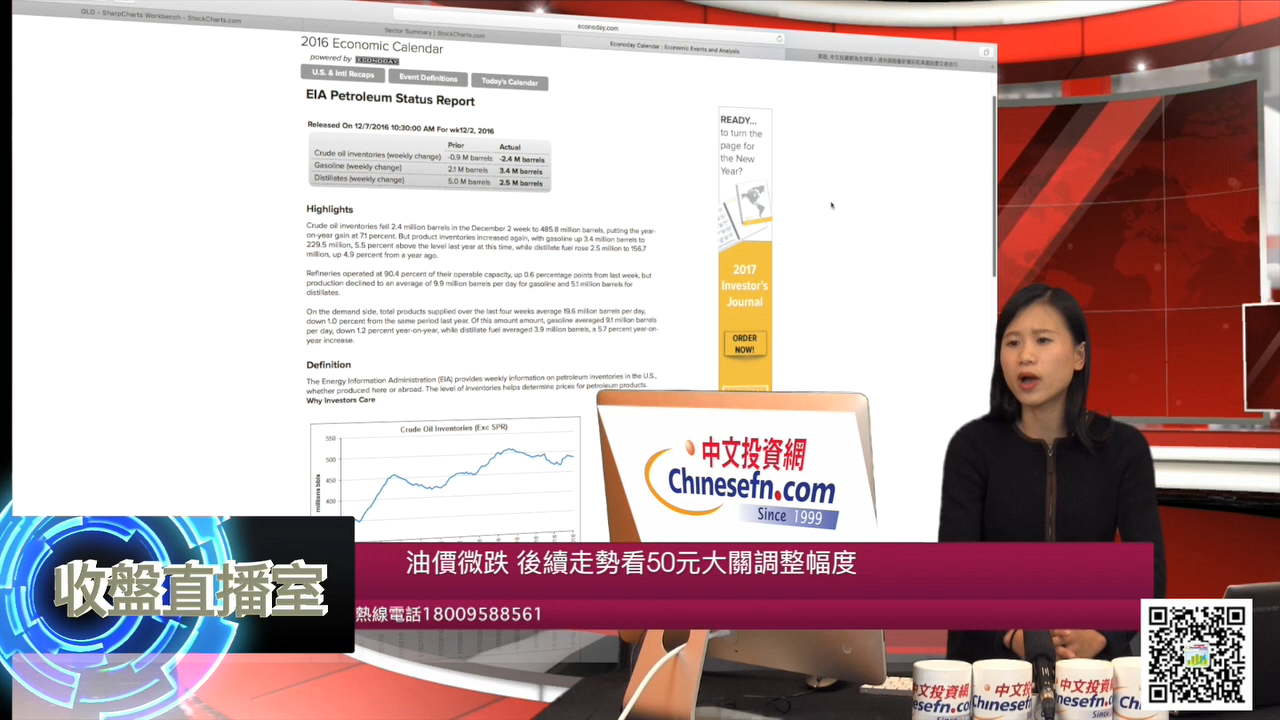 GLD - SharpCharts Workbench - StockCharts.com
econoday.com
Sector Summary | StockCharts.com
Econoday Calendar : Economic Events and Analysis
2016 Economic Calendar
powered by ECONODAY
U.S. & Intl Recaps
Event Definitions
Today's Calendar
EIA Petroleum Status Report
Released On 12/7/2016 10:30:00 AM For wk12/2, 2016
Prior Actual
Crude oil inventories (weekly change) -0.9 M barrels -2.4 M barrels
Gasoline (weekly change) 2.1 M barrels 3.4 M barrels
Distillates (weekly change) 5.0 M barrels 2.5 M barrels
Highlights
Crude oil inventories fell 2.4 million barrels in the December 2 week to 485.8 million barrels, putting the year-
on-year gain at 7.1 percent. But product inventories increased again, with gasoline up 3.4 million barrels to
229.5 million, 5.5 percent above the level last year at this time, while distillate fuel rose 2.5 million to 156.7
million, up 4.9 percent from a year ago.
Refineries operated at 90.4 percent of their operable capacity, up 0.6 percentage points from last week, but
production declined to an average of 9.9 million barrels per day for gasoline and 5.1 million barrels for
distillates.
On the demand side, total products supplied over the last four weeks average 19.6 million barrels per day,
down 1.0 percent from the same period last year. Of this amount amount, gasoline averaged 9.1 million barrels
per day, down 1.2 percent year-on-year, while distillate fuel averaged 3.9 million barrels, a 5.7 percent year-on-
year increase.
Definition
The Energy Information Administration (EIA) provides weekly information on petroleum inventories in the U.S.,
whether produced here or abroad. The level of inventories helps determine prices for petroleum products.
Why Investors Care
Crude Oil Inventories (Exc SPR)
550
500
450
400
millions bbls
READY...
to turn the
page for
the New
Year?
2017
Investor's
Journal
ORDER
NOW!
中文投資網
Chinesefn.com
Since 1999
收盤直播室
油價微跌 後續走勢看50元大關調整幅度
熱線電話18009588561
中文投資網
sefn.co
Since
中文投
Chinesefn
中文投資網
Chinesefn.co
Since
Ch